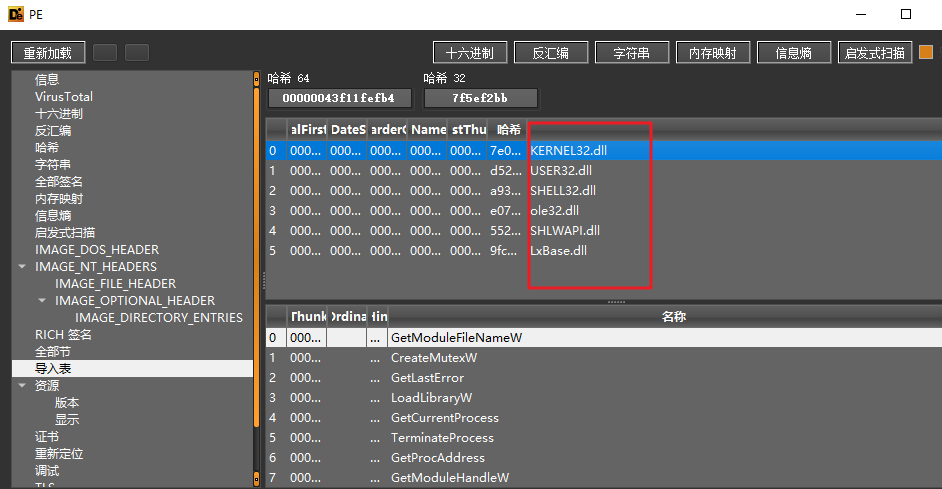 PE
重新加载
十六进制 反汇编 字符串 内存映射 信息熵 启发式扫描
信息
VirusTotal
十六进制
反汇编
哈希
字符串
全部签名
内存映射
信息熵
启发式扫描
IMAGE_DOS_HEADER
IMAGE_NT_HEADERS
IMAGE_FILE_HEADER
IMAGE_OPTIONAL_HEADER
IMAGE_DIRECTORY_ENTRIES
RICH 签名
全部节
导入表
资源
版本
显示
证书
重新定位
调试
TLS
哈希 64 哈希 32
00000043f11fefb4 7f5ef2bb
alFirst DateS arderC Name stThu 哈希
0 000... 000... 000... 000... 000... 7e0... KERNEL32.dll
1 000... 000... 000... 000... 000... d52... USER32.dll
2 000... 000... 000... 000... 000... a93... SHELL32.dll
3 000... 000... 000... 000... 000... e07... ole32.dll
4 000... 000... 000... 000... 000... 552... SHLWAPI.dll
5 000... 000... 000... 000... 000... 9fc... LxBase.dll
Thunk Ordina Hin 名称
0 000... ... GetModuleFileNameW
1 000... ... CreateMutexW
2 000... ... GetLastError
3 000... ... LoadLibraryW
4 000... ... GetCurrentProcess
5 000... ... TerminateProcess
6 000... ... GetProcAddress
7 000... ... GetModuleHandleW